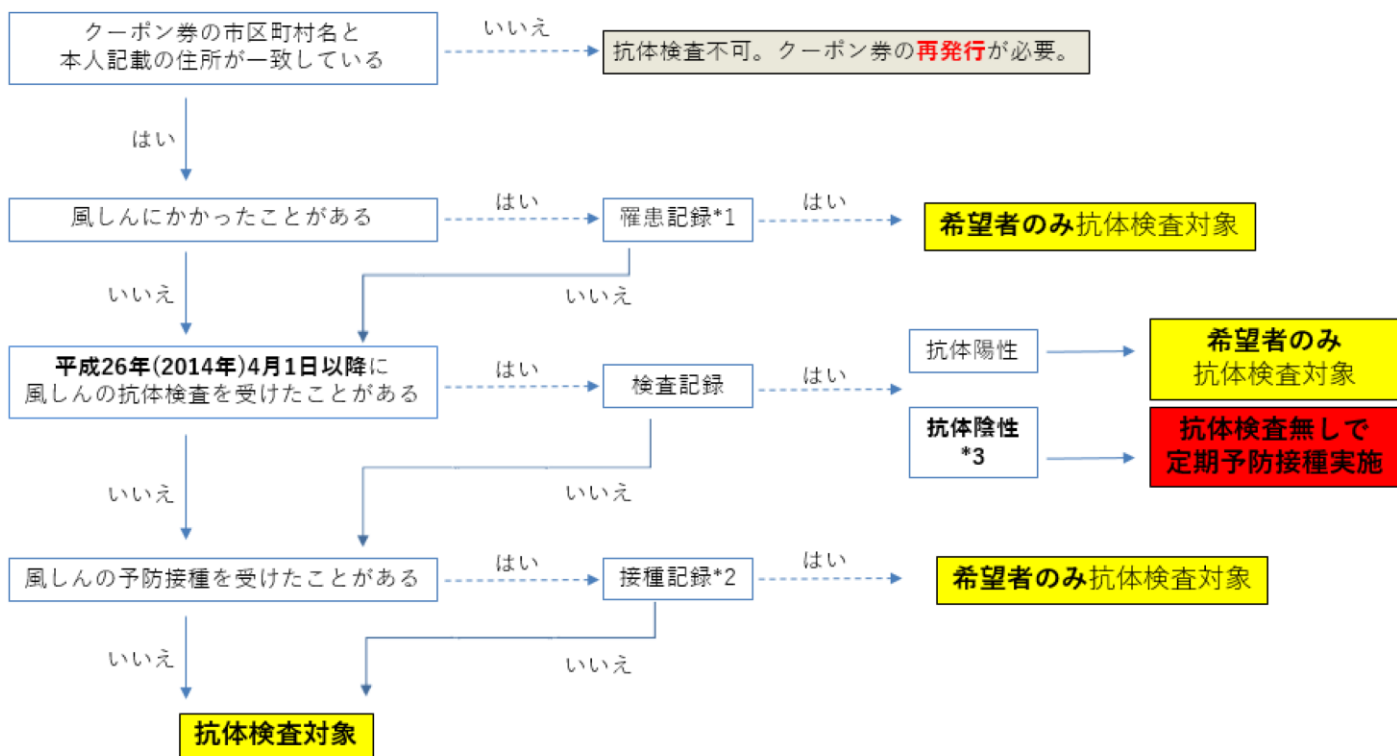 クーポン券の市区町村名と
本人記載の住所が一致している
いいえ
抗体検査不可。クーポン券の再発行が必要。
はい
風しんにかかったことがある
はい
罹患記録*1
はい
希望者のみ抗体検査対象
いいえ
いいえ
平成26年(2014年)4月1日以降に
風しんの抗体検査を受けたことがある
はい
検査記録
はい
抗体陽性
希望者のみ
抗体検査対象
抗体陰性
*3
抗体検査無しで
定期予防接種実施
いいえ
いいえ
風しんの予防接種を受けたことがある
はい
接種記録*2
はい
希望者のみ抗体検査対象
いいえ
いいえ
抗体検査対象